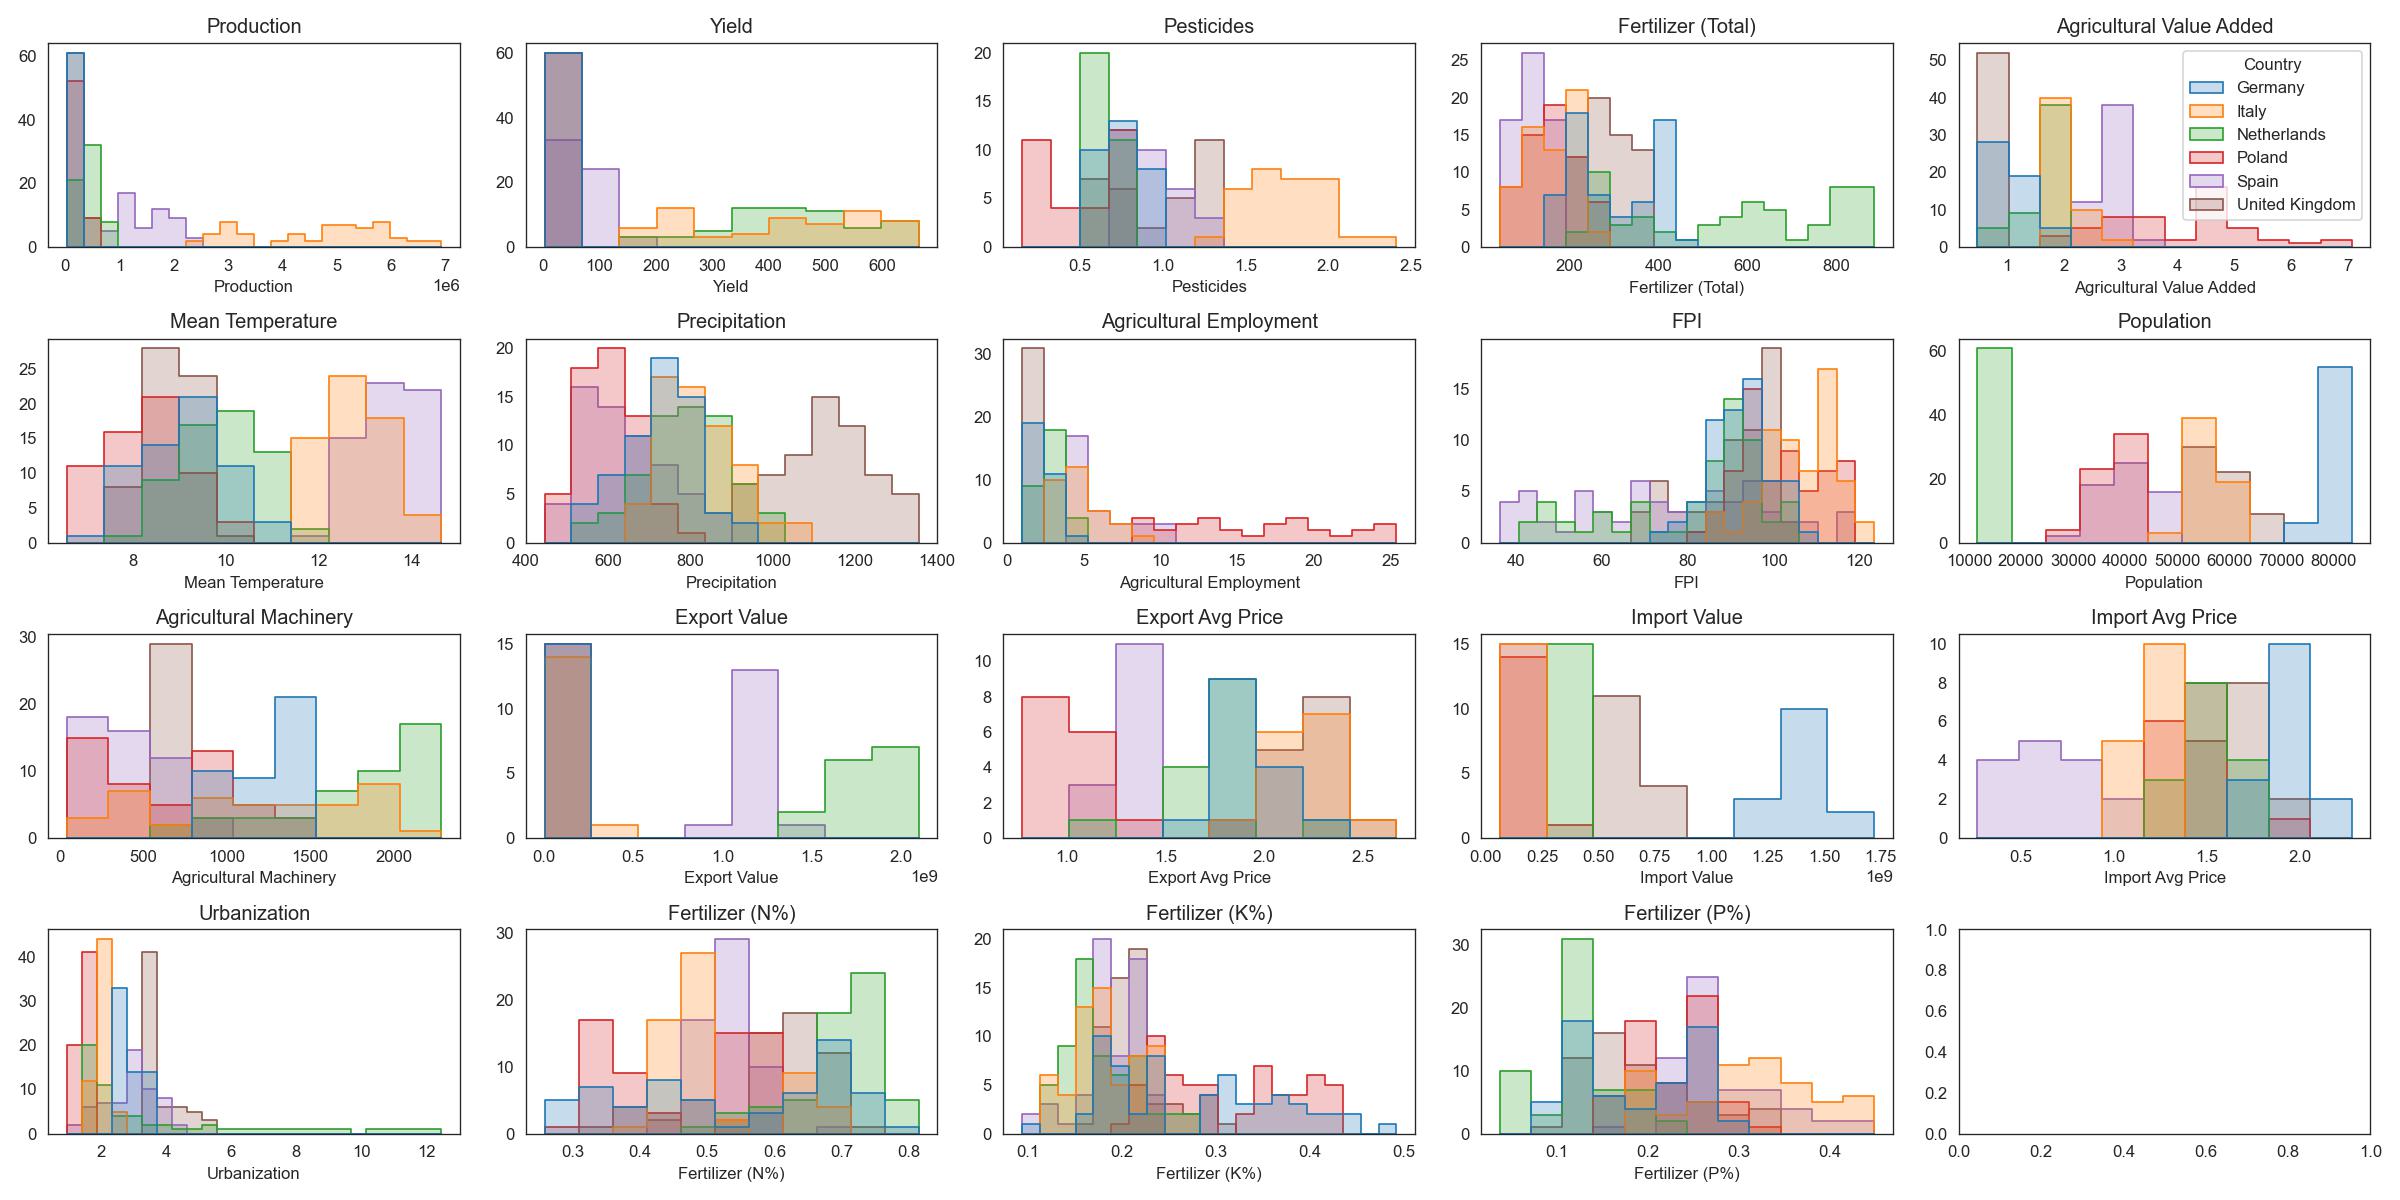 Production
60
40
20
0
0 1 2 3 4 5 6 7
Production 1e6
Yield
60
40
20
0
0 100 200 300 400 500 600
Yield
Pesticides
20
15
10
5
0
0.5 1.0 1.5 2.0 2.5
Pesticides
Fertilizer (Total)
25
20
15
10
5
0
200 400 600 800
Fertilizer (Total)
Agricultural Value Added
50
40
30
20
10
0
Country
Germany
Italy
Netherlands
Poland
Spain
United Kingdom
1 2 3 4 5 6 7
Agricultural Value Added
Mean Temperature
25
20
15
10
5
0
8 10 12 14
Mean Temperature
Precipitation
20
15
10
5
0
400 600 800 1000 1200 1400
Precipitation
Agricultural Employment
30
20
10
0
0 5 10 15 20 25
Agricultural Employment
FPI
15
10
5
0
40 60 80 100 120
FPI
Population
60
40
20
0
10000 20000 30000 40000 50000 60000 70000 80000
Population
Agricultural Machinery
30
20
10
0
0 500 1000 1500 2000
Agricultural Machinery
Export Value
15
10
5
0
0.0 0.5 1.0 1.5 2.0
Export Value 1e9
Export Avg Price
10
8
6
4
2
0
1.0 1.5 2.0 2.5
Export Avg Price
Import Value
15
10
5
0
0.00 0.25 0.50 0.75 1.00 1.25 1.50 1.75
Import Value 1e9
Import Avg Price
10
8
6
4
2
0
0.5 1.0 1.5 2.0
Import Avg Price
Urbanization
40
30
20
10
0
2 4 6 8 10 12
Urbanization
Fertilizer (N%)
30
20
10
0
0.3 0.4 0.5 0.6 0.7 0.8
Fertilizer (N%)
Fertilizer (K%)
20
15
10
5
0
0.1 0.2 0.3 0.4 0.5
Fertilizer (K%)
Fertilizer (P%)
30
20
10
0
0.1 0.2 0.3 0.4
Fertilizer (P%)
1.0
0.8
0.6
0.4
0.2
0.0
0.0 0.2 0.4 0.6 0.8 1.0